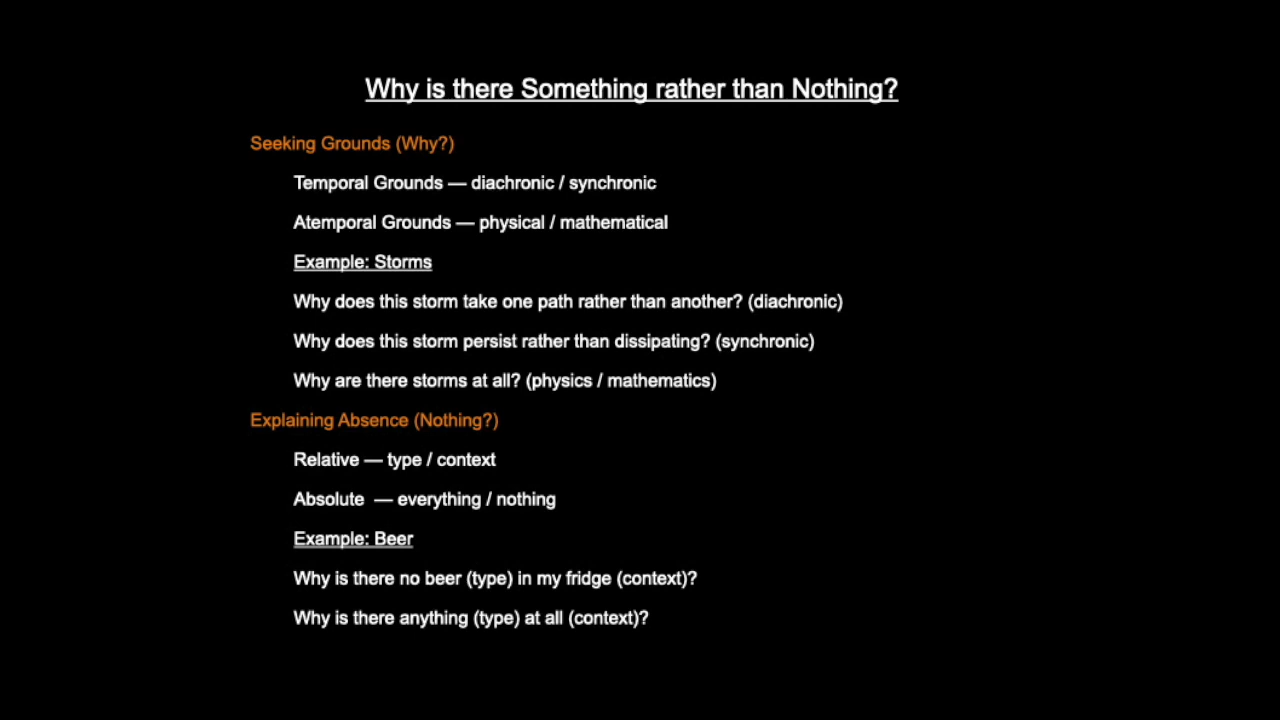 Why is there Something rather than Nothing?
Seeking Grounds (Why?)
Temporal Grounds — diachronic / synchronic
Atemporal Grounds — physical / mathematical
Example: Storms
Why does this storm take one path rather than another? (diachronic)
Why does this storm persist rather than dissipating? (synchronic)
Why are there storms at all? (physics / mathematics)
Explaining Absence (Nothing?)
Relative — type / context
Absolute — everything / nothing
Example: Beer
Why is there no beer (type) in my fridge (context)?
Why is there anything (type) at all (context)?